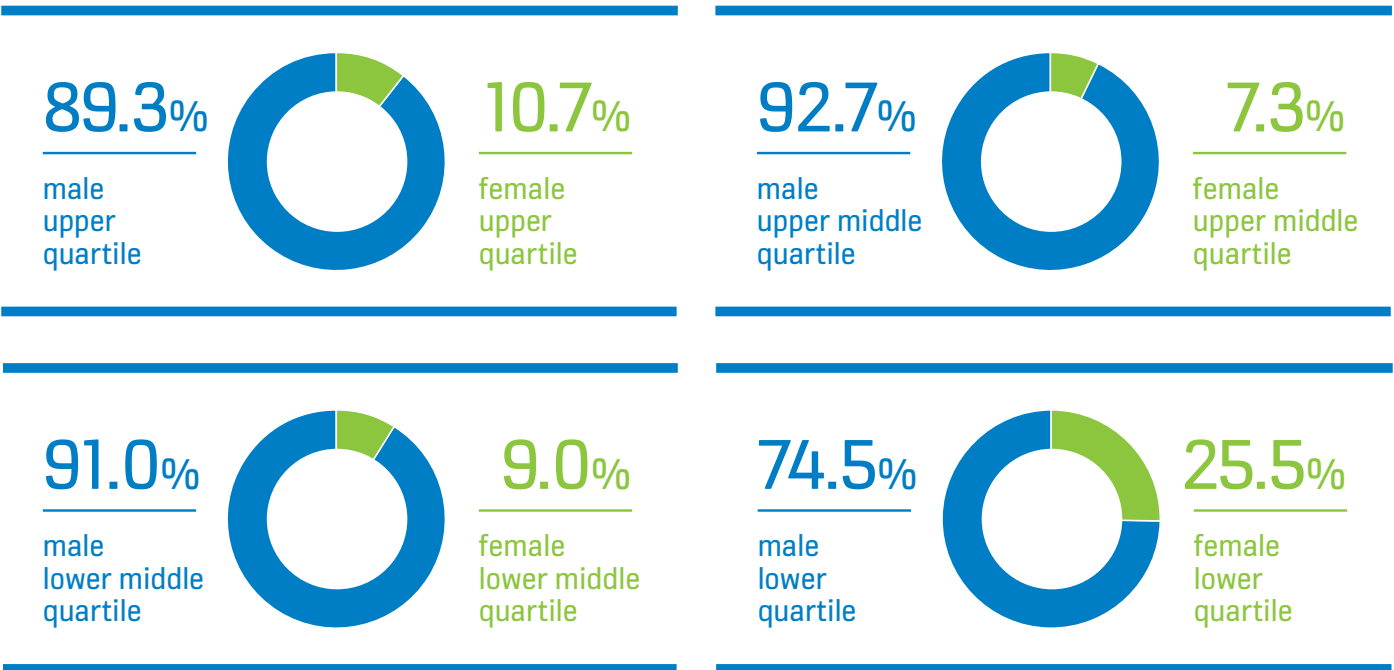 89.3%
male
upper
quartile
10.7%
female
upper
quartile
92.7%
male
upper middle
quartile
7.3%
female
upper middle
quartile
91.0%
male
lower middle
quartile
9.0%
female
lower middle
quartile
74.5%
male
lower
quartile
25.5%
female
lower
quartile